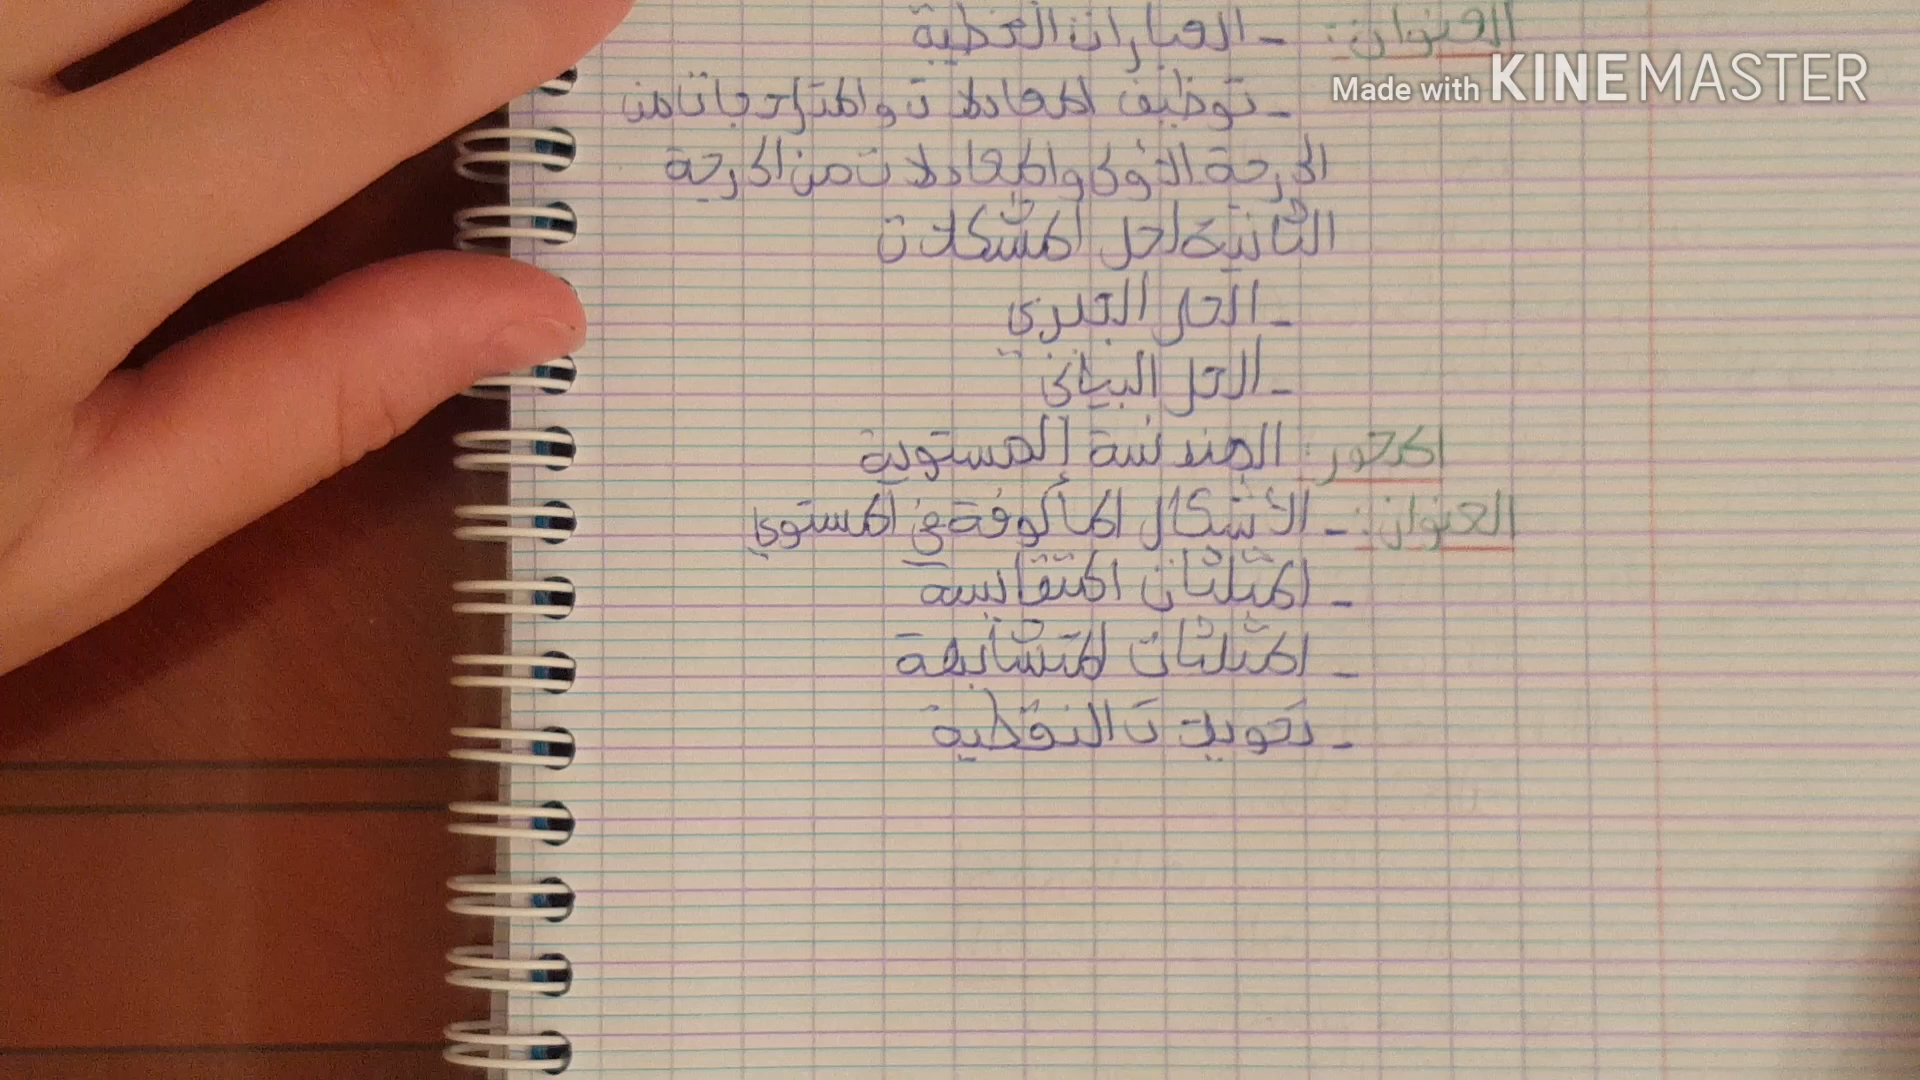 العنوان: - العبارات الخطية
Made with KINEMASTER
- توظيف المعادلات والمتراجحات من
الدرجة الأولى والمعادلات من الدرجة
الثانية لحل المشكلات
- الحل الجبري
- الحل البياني
المحور: الهندسة المستوية
العنوان: - الأشكال المألوفة في المستوي
- المثلثات المتقايسة
- المثلثات المتشابهة
- تحويلات النقطية